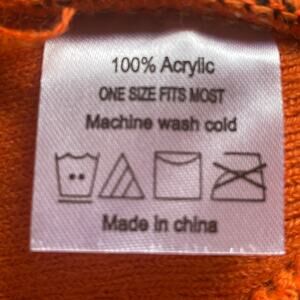 100% Acrylic
ONE SIZE FITS MOST
Machine wash cold
Made in china